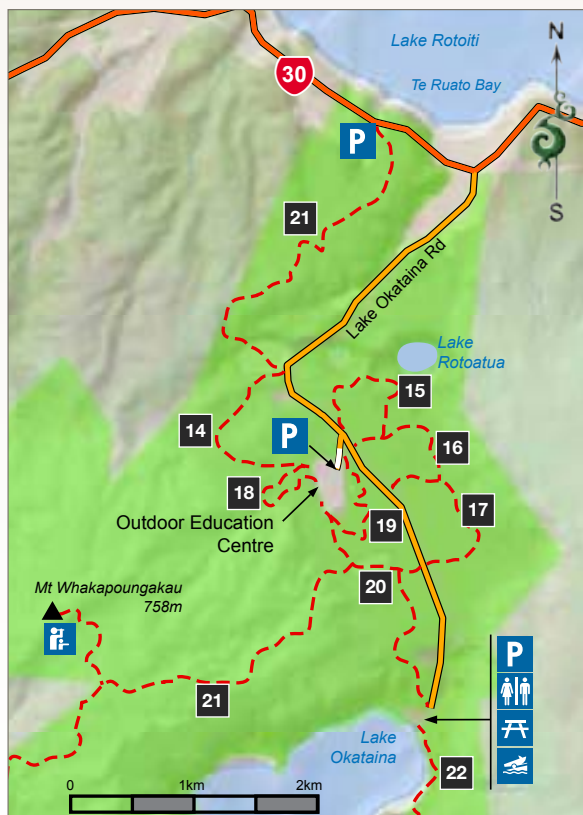 Lake Rotoiti
N
30
Te Ruato Bay
P
S
21
Lake Okataina Rd
Lake
Rotoatua
15
14
P
16
18
17
Outdoor Education
Centre
19
20
Mt Whakapoungakau
758m
P
21
Lake
Okataina
22
0
1km
2km